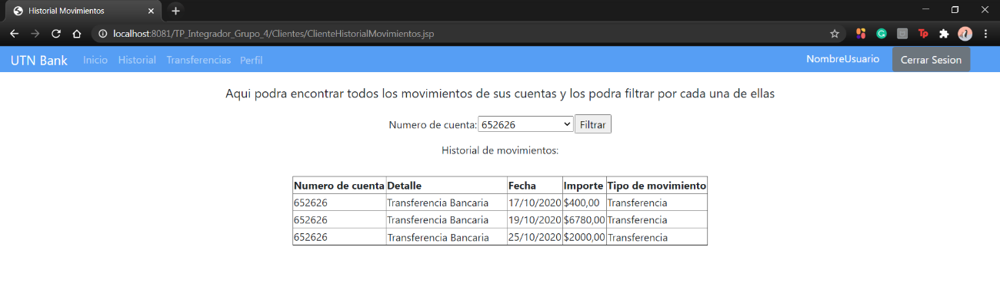 Historial Movimientos
localhost:8081/TP_Integrador_Grupo_4/Clientes/ClienteHistorialMovimientos.jsp
Tp
UTN Bank Inicio Historial Transferencias Perfil NombreUsuario Cerrar Sesion
Aqui podra encontrar todos los movimientos de sus cuentas y los podra filtrar por cada una de ellas
Numero de cuenta: 652626 Filtrar
Historial de movimientos:
Numero de cuenta Detalle Fecha Importe Tipo de movimiento
652626 Transferencia Bancaria 17/10/2020 $400,00 Transferencia
652626 Transferencia Bancaria 19/10/2020 $6780,00 Transferencia
652626 Transferencia Bancaria 25/10/2020 $2000,00 Transferencia